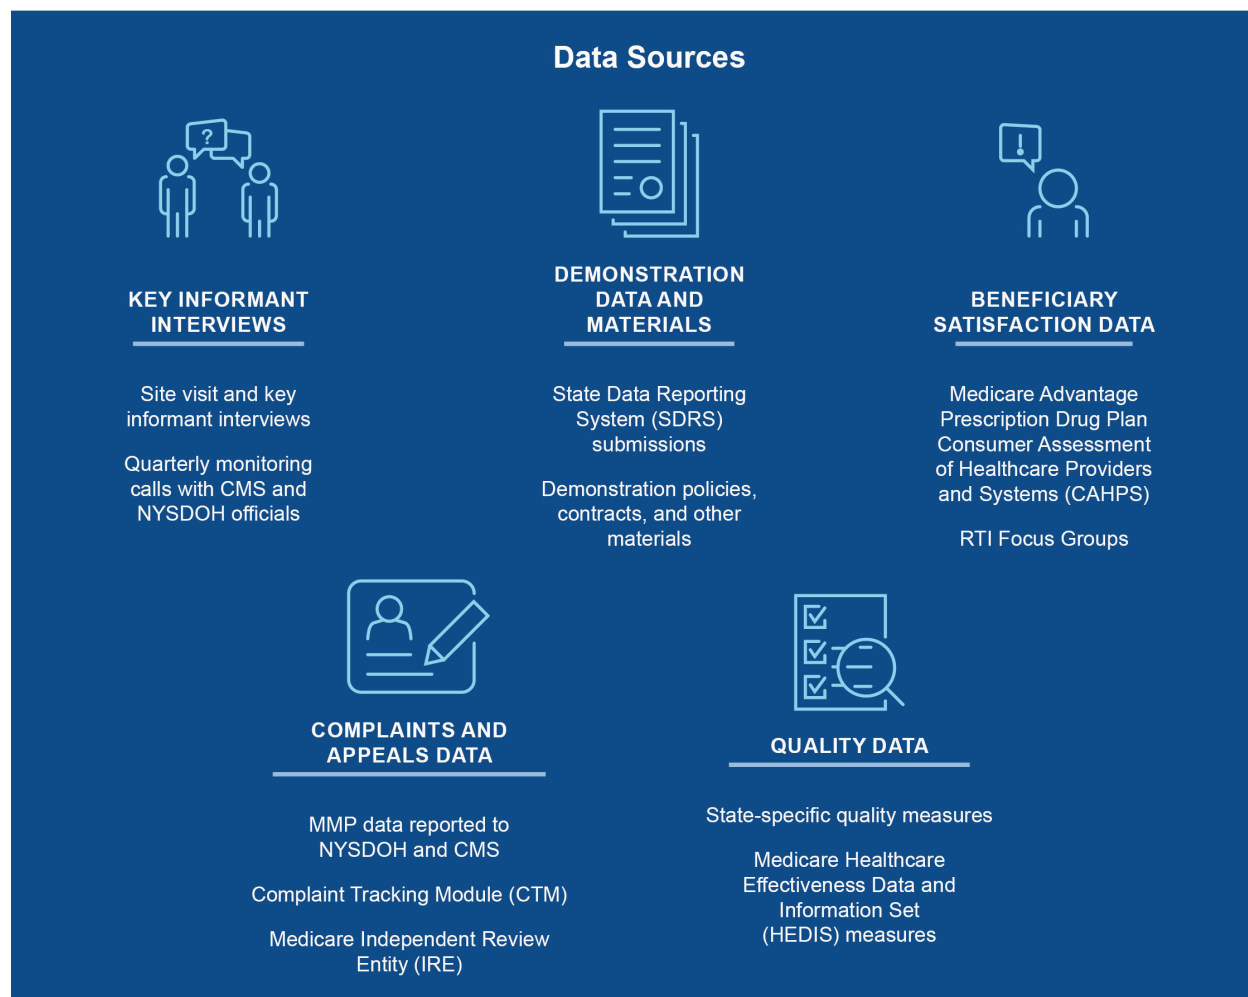 Data Sources
?
!
KEY INFORMANT
INTERVIEWS
Site visit and key
informant interviews
Quarterly monitoring
calls with CMS and
NYSDOH officials
DEMONSTRATION
DATA AND
MATERIALS
State Data Reporting
System (SDRS)
submissions
Demonstration policies,
contracts, and other
materials
BENEFICIARY
SATISFACTION DATA
Medicare Advantage
Prescription Drug Plan
Consumer Assessment
of Healthcare Providers
and Systems (CAHPS)
RTI Focus Groups
COMPLAINTS AND
APPEALS DATA
MMP data reported to
NYSDOH and CMS
Complaint Tracking Module (CTM)
Medicare Independent Review
Entity (IRE)
QUALITY DATA
State-specific quality measures
Medicare Healthcare
Effectiveness Data and
Information Set
(HEDIS) measures